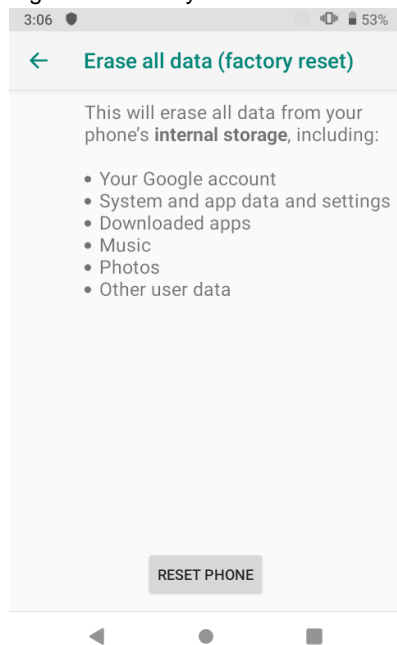 3:06
53%
Erase all data (factory reset)
This will erase all data from your
phone's internal storage, including:
• Your Google account
• System and app data and settings
• Downloaded apps
• Music
• Photos
• Other user data
RESET PHONE